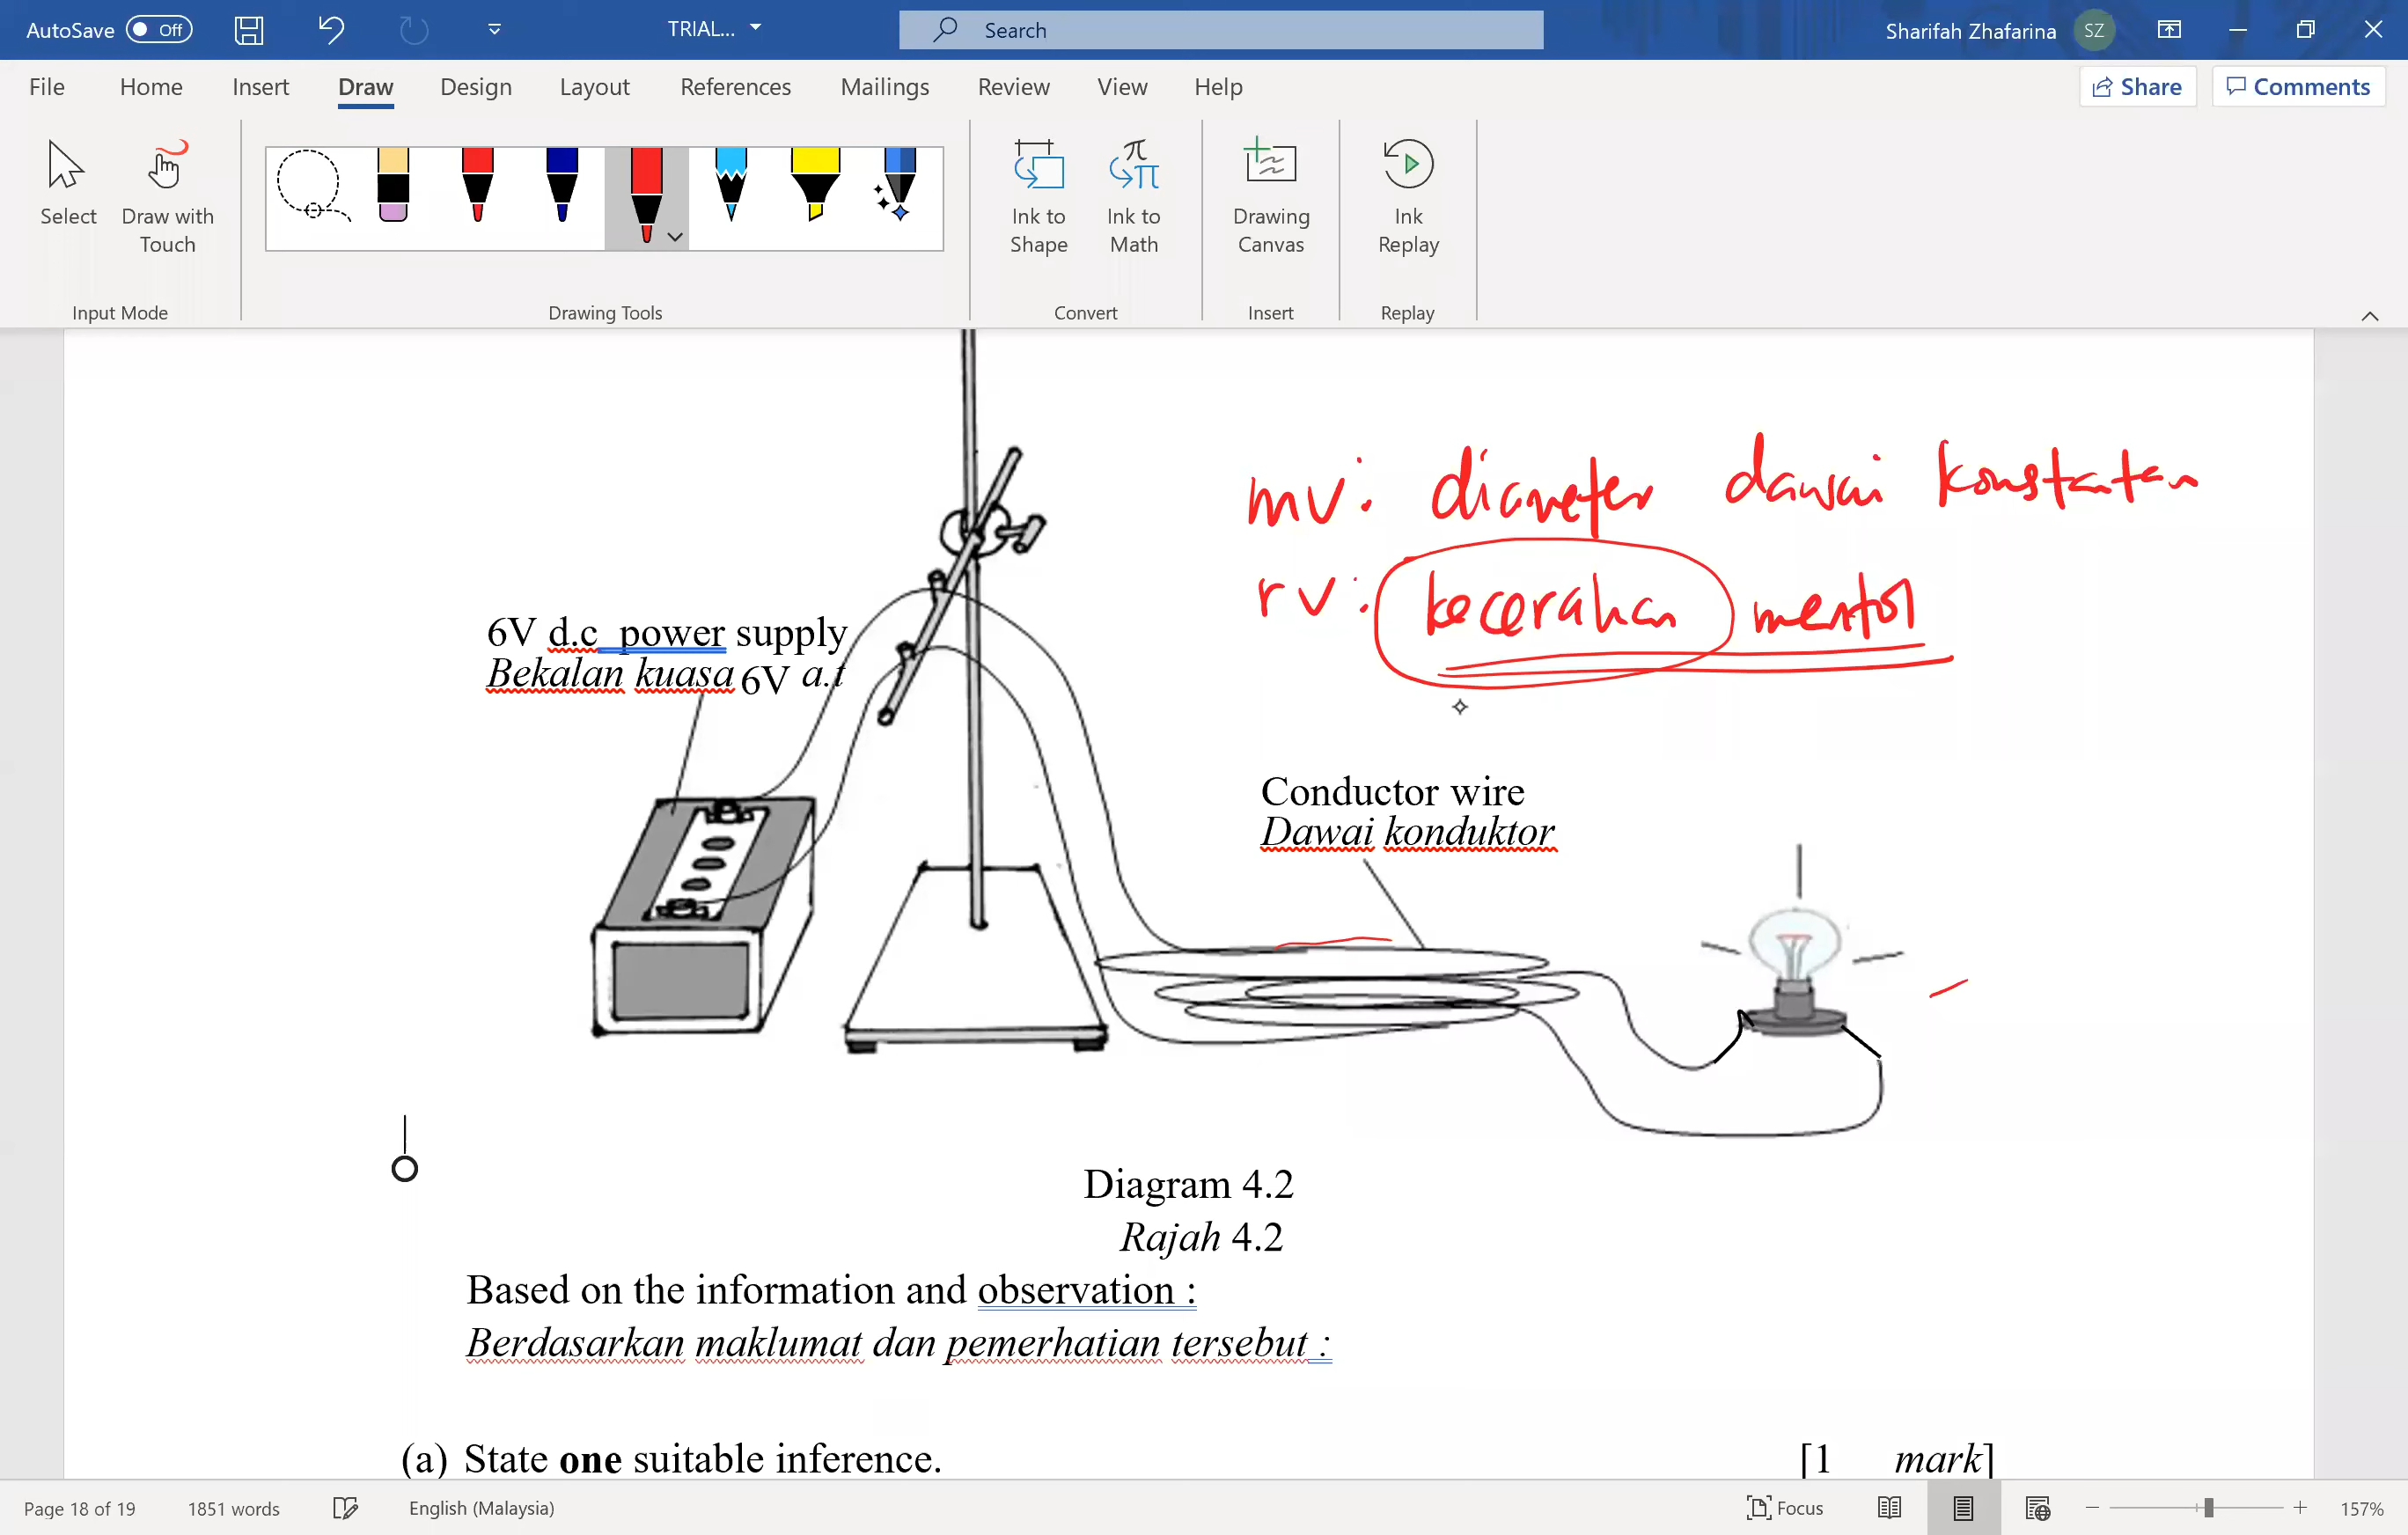 AutoSave Off TRIAL... Search Sharifah Zhafarina SZ
File Home Insert Draw Design Layout References Mailings Review View Help Share Comments
Select Draw with Touch Ink to Shape Ink to Math Drawing Canvas Ink Replay
Input Mode Drawing Tools Convert Insert Replay
mv: diameter dawai konstantan
rv: kecerahan mentol
6V d.c power supply
Bekalan kuasa 6V a.t
Conductor wire
Dawai konduktor
Diagram 4.2
Rajah 4.2
Based on the information and observation :
Berdasarkan maklumat dan pemerhatian tersebut :
(a) State one suitable inference. [1 mark]
Page 18 of 19 1851 words English (Malaysia) Focus 157%